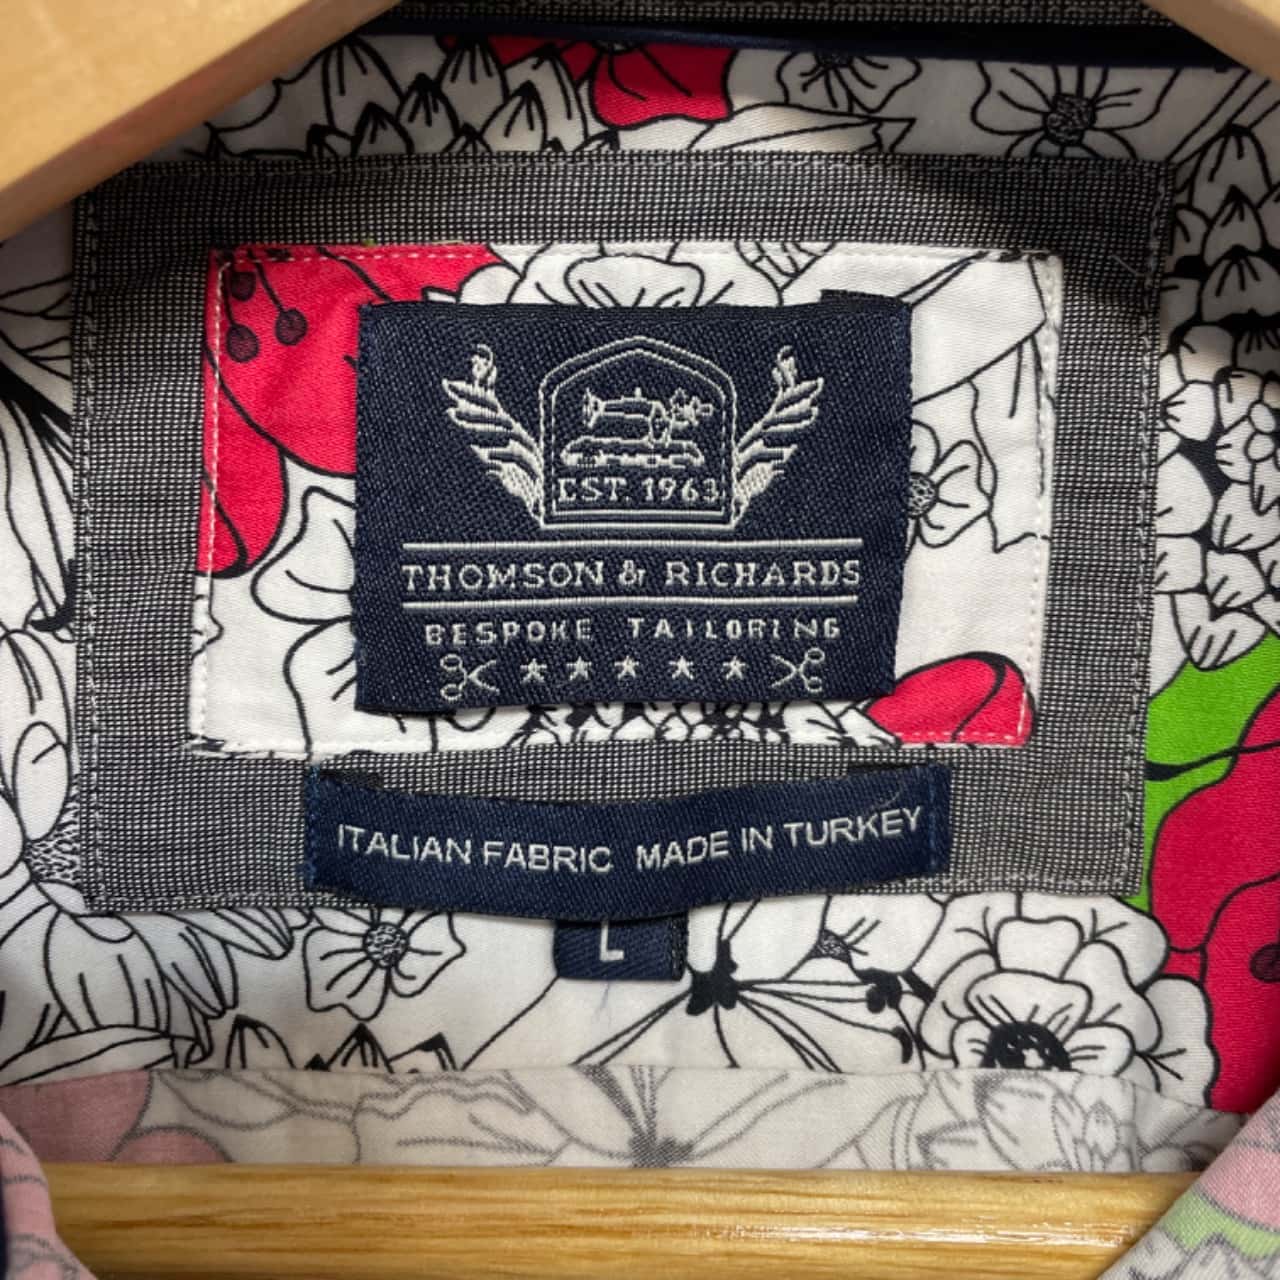 EST. 1963
THOMSON & RICHARDS
BESPOKE TAILORING
ITALIAN FABRIC MADE IN TURKEY
L